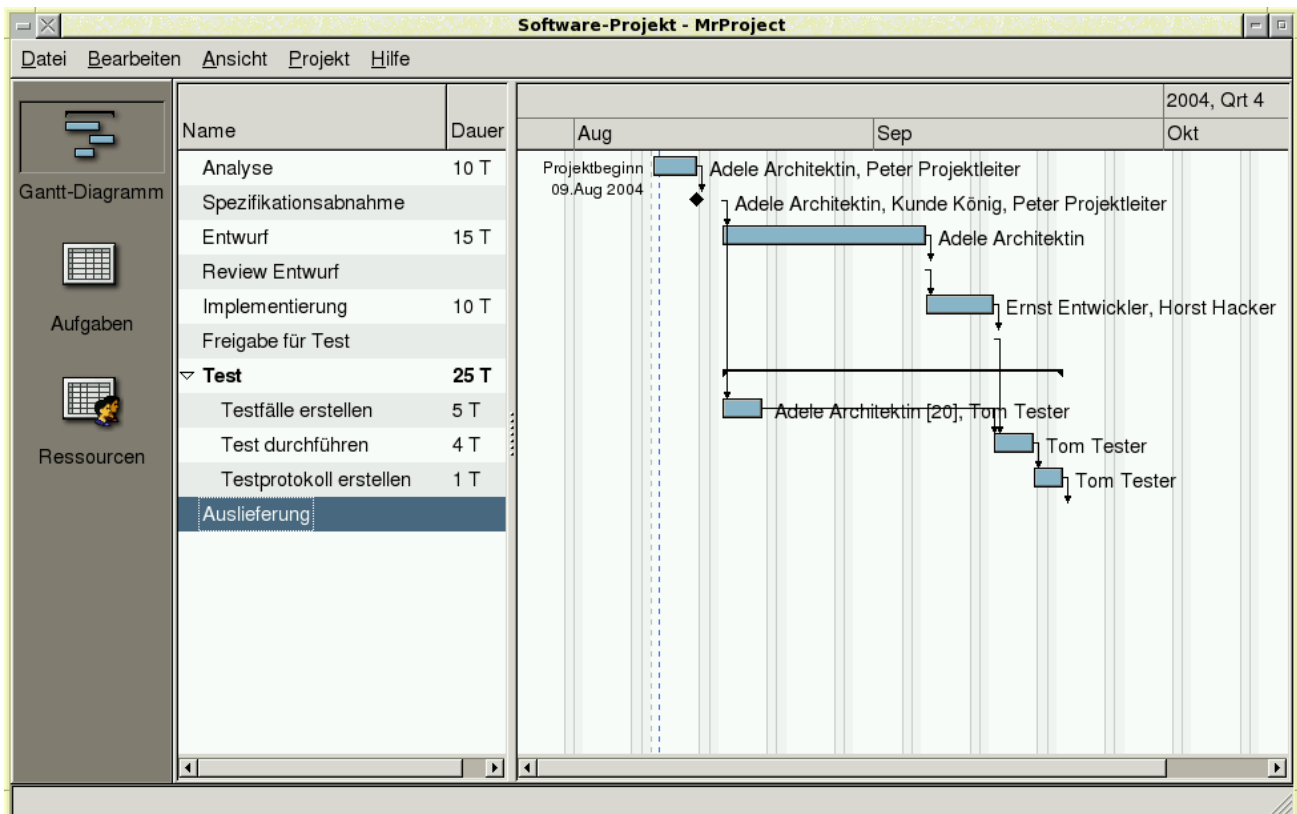 Software-Projekt - MrProject
Datei Bearbeiten Ansicht Projekt Hilfe
Gantt-Diagramm
Aufgaben
Ressourcen
Name Dauer
Analyse 10 T
Spezifikationsabnahme
Entwurf 15 T
Review Entwurf
Implementierung 10 T
Freigabe für Test
Test 25 T
Testfälle erstellen 5 T
Test durchführen 4 T
Testprotokoll erstellen 1 T
Auslieferung
2004, Qrt 4
Aug Sep Okt
Projektbeginn
09.Aug 2004
Adele Architektin, Peter Projektleiter
Adele Architektin, Kunde König, Peter Projektleiter
Adele Architektin
Ernst Entwickler, Horst Hacker
Adele Architektin [20], Tom Tester
Tom Tester
Tom Tester